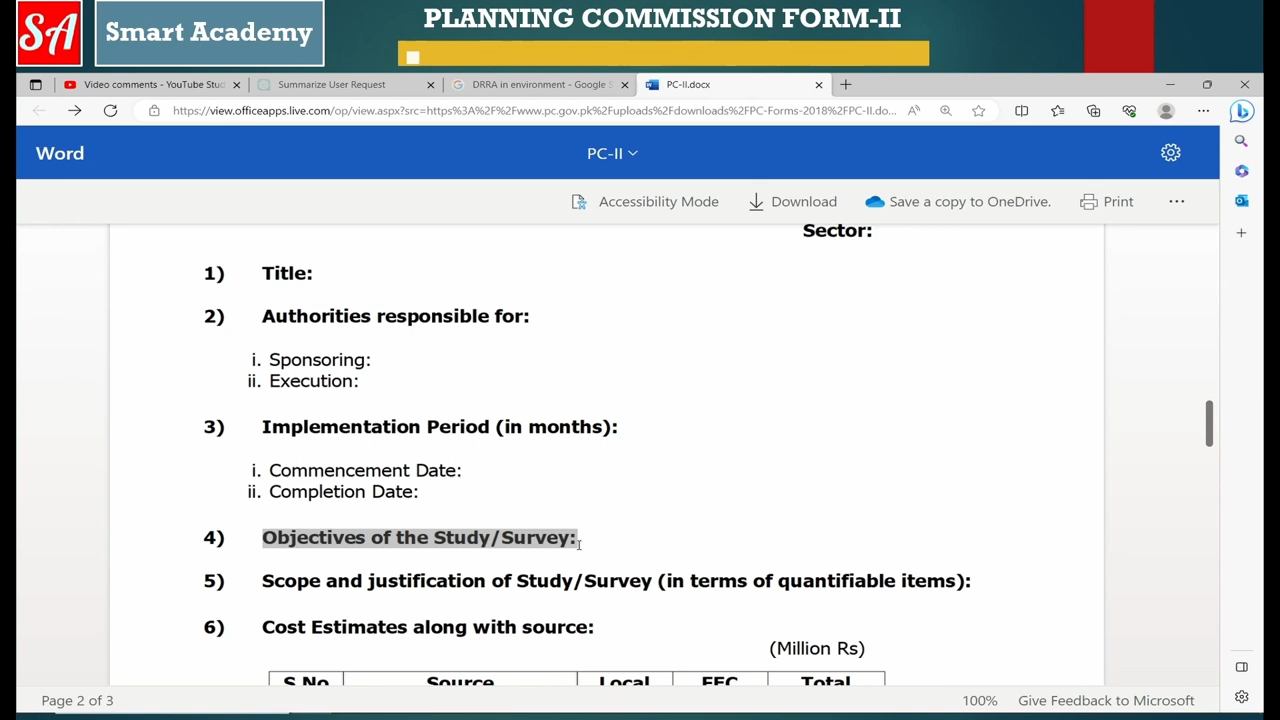 SA
Smart Academy
PLANNING COMMISSION FORM-II
Video comments - YouTube Stud
Summarize User Request
DRRA in environment - Google S
PC-II.docx
https://view.officeapps.live.com/op/view.aspx?src=https%3A%2F%2Fwww.pc.gov.pk%2Fuploads%2Fdownloads%2FPC-Forms-2018%2FPC-II.do...
Word
PC-II
Accessibility Mode
Download
Save a copy to OneDrive.
Print
Sector:
1) Title:
2) Authorities responsible for:
i. Sponsoring:
ii. Execution:
3) Implementation Period (in months):
i. Commencement Date:
ii. Completion Date:
4) Objectives of the Study/Survey:
5) Scope and justification of Study/Survey (in terms of quantifiable items):
6) Cost Estimates along with source:
(Million Rs)
S.No Source Local FEC Total
Page 2 of 3
100% Give Feedback to Microsoft